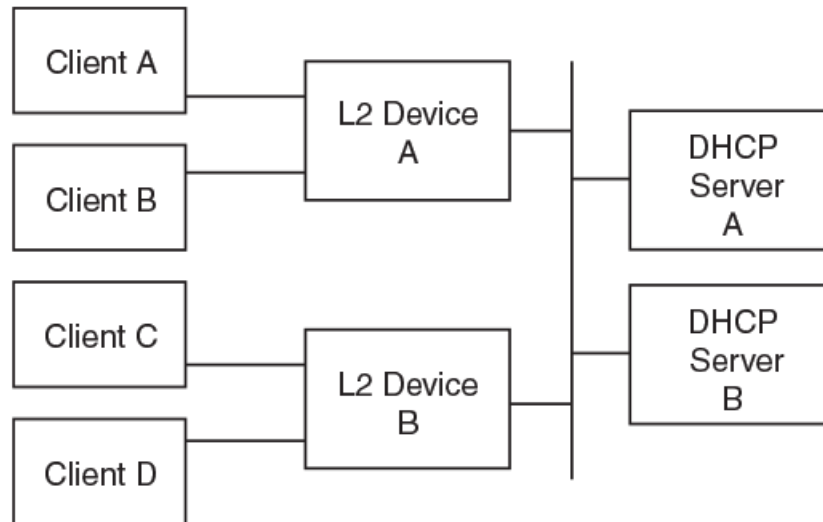 Client A
Client B
Client C
Client D
L2 Device
A
L2 Device
B
DHCP
Server
A
DHCP
Server
B